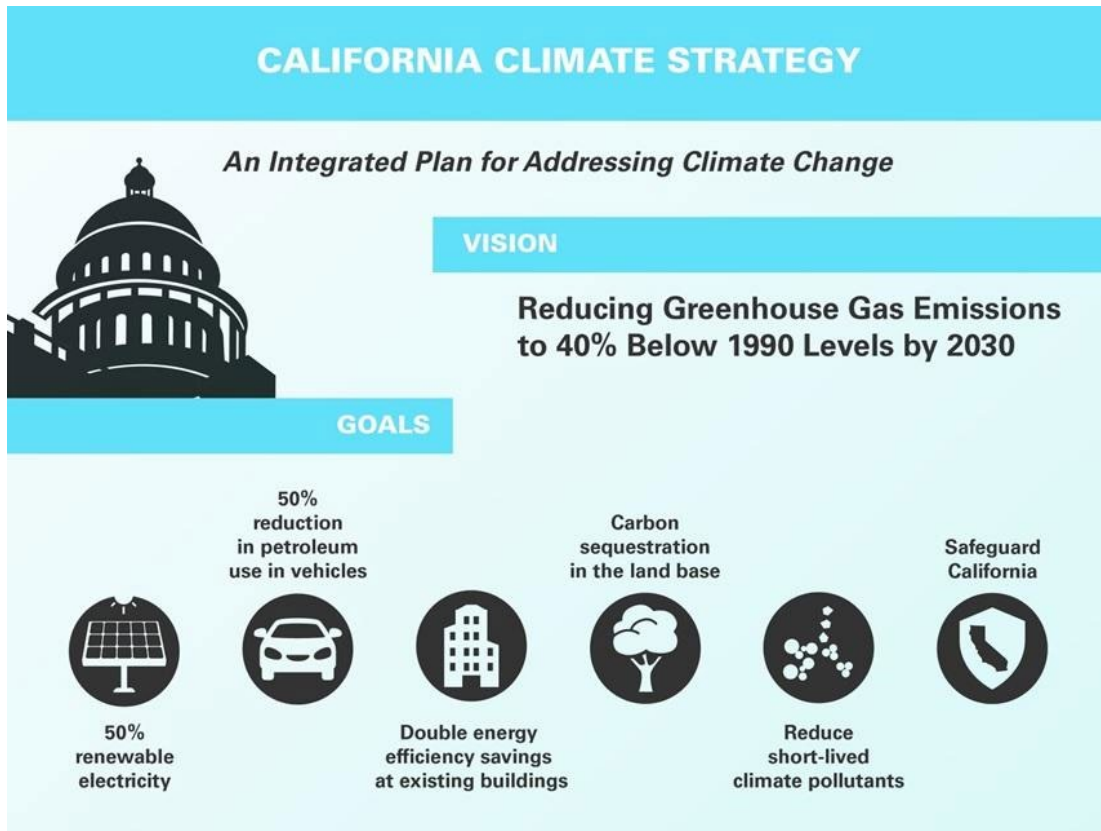 CALIFORNIA CLIMATE STRATEGY
An Integrated Plan for Addressing Climate Change
VISION
Reducing Greenhouse Gas Emissions
to 40% Below 1990 Levels by 2030
GOALS
50%
renewable
electricity
50%
reduction
in petroleum
use in vehicles
Double energy
efficiency savings
at existing buildings
Carbon
sequestration
in the land base
Reduce
short-lived
climate pollutants
Safeguard
California